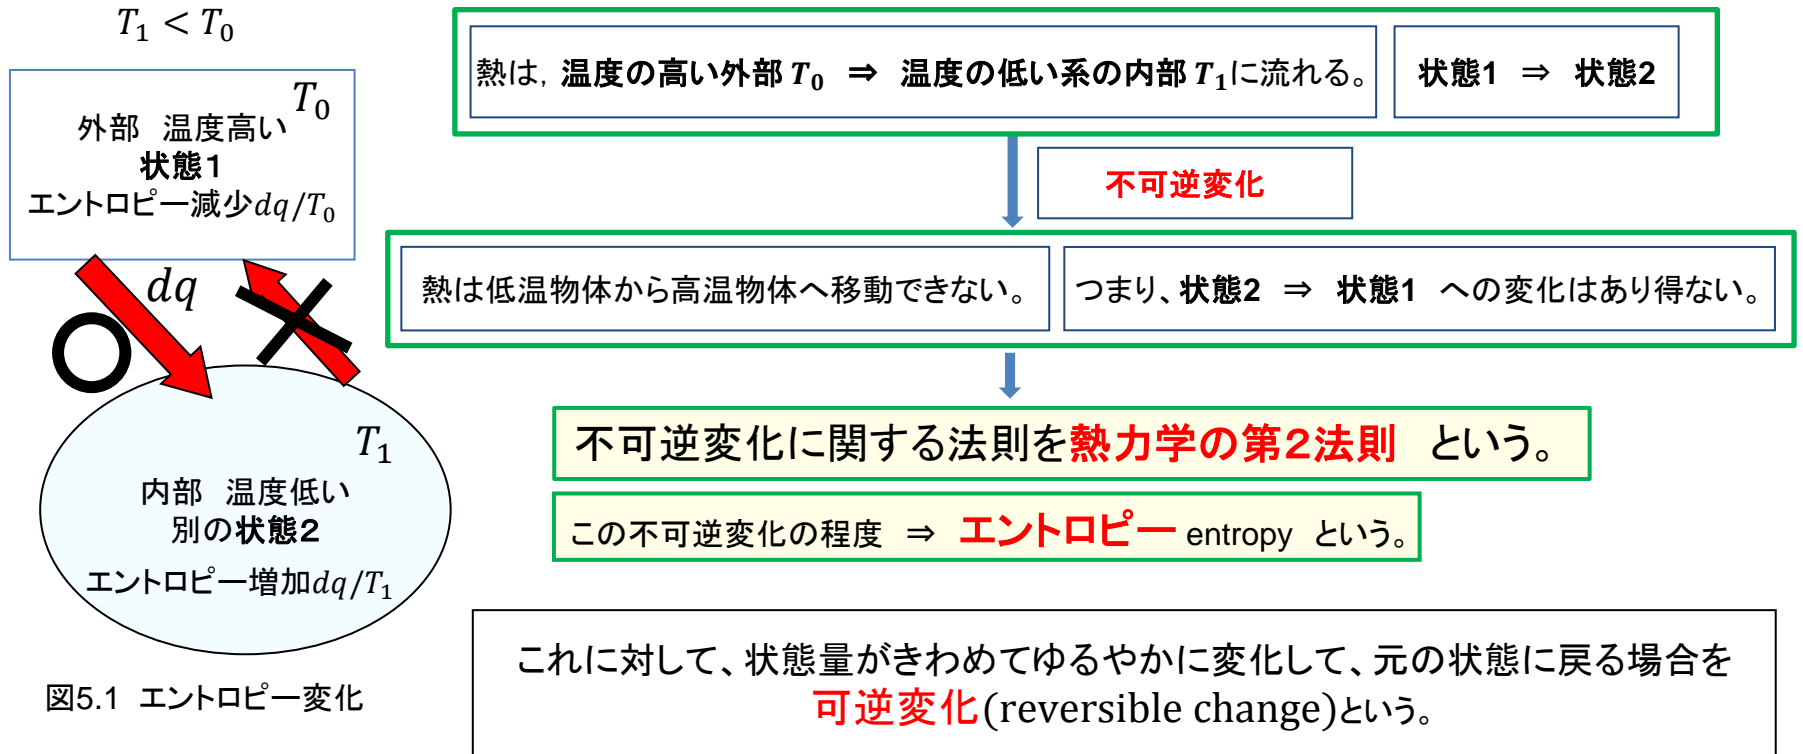 T₁ < T₀
T₀
外部 温度高い
状態1
エントロピー減少dq/T₀
dq
T₁
内部 温度低い
別の状態2
エントロピー増加dq/T₁
図5.1 エントロピー変化
熱は, 温度の高い外部 T₀ ⇒ 温度の低い系の内部 T₁に流れる。
状態1 ⇒ 状態2
不可逆変化
熱は低温物体から高温物体へ移動できない。
つまり、状態2 ⇒ 状態1 への変化はあり得ない。
不可逆変化に関する法則を熱力学の第2法則 という。
この不可逆変化の程度 ⇒ エントロピー entropy という。
これに対して、状態量がきわめてゆるやかに変化して、元の状態に戻る場合を
可逆変化(reversible change)という。